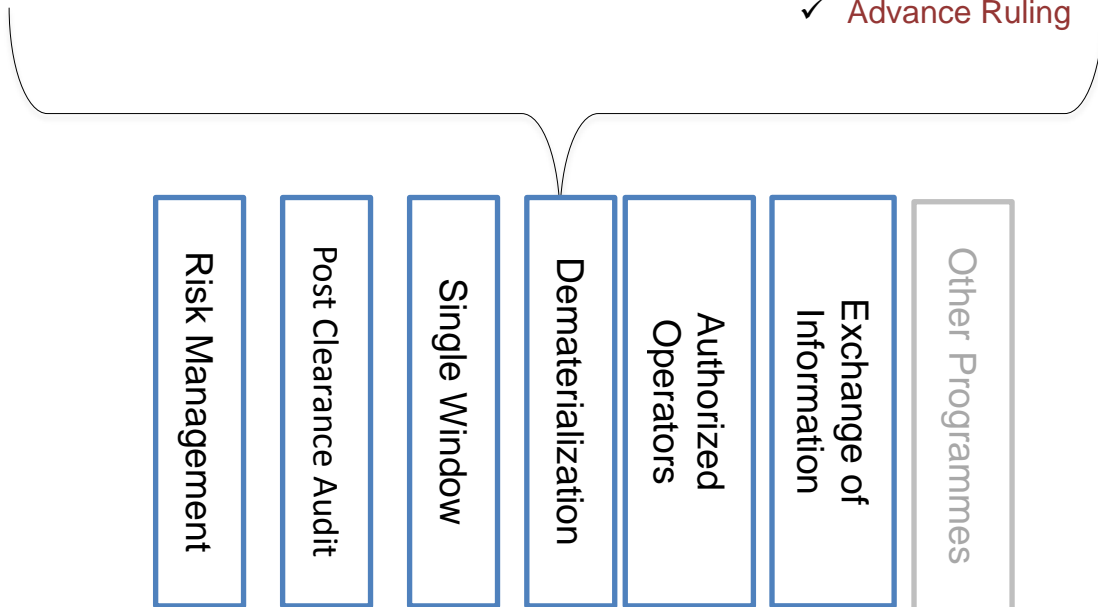 ✓ Advance Ruling
Risk Management
Post Clearance Audit
Single Window
Dematerialization
Authorized
Operators
Exchange of
Information
Other Programmes